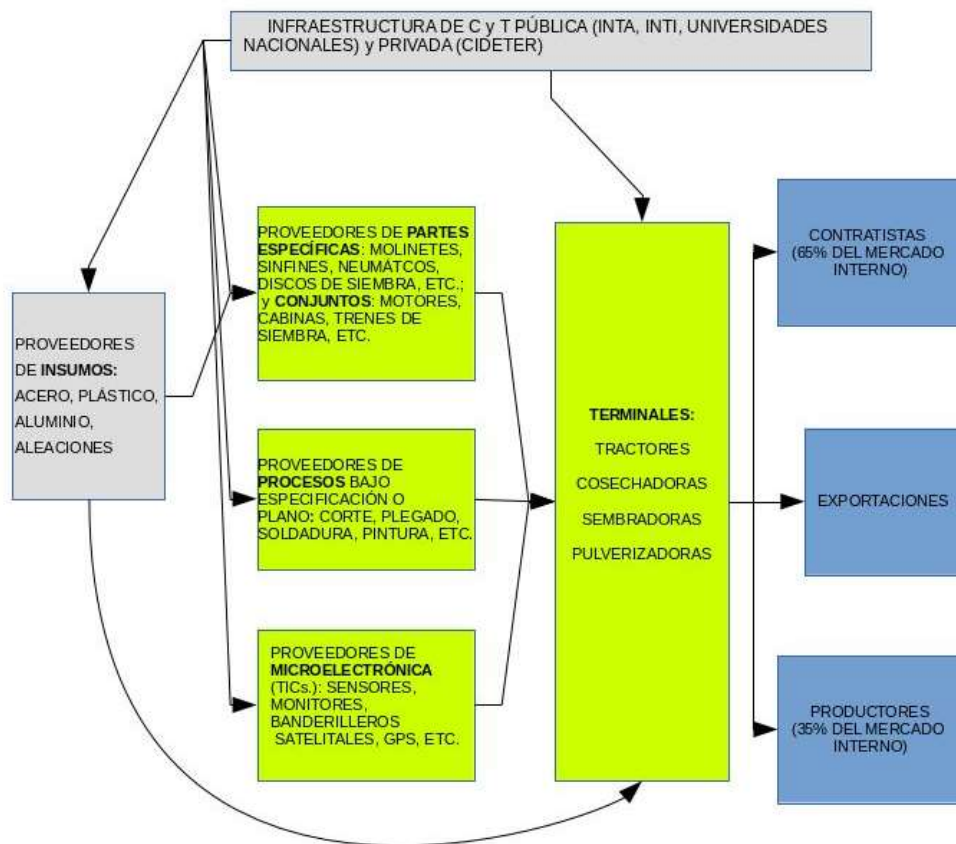 INFRAESTRUCTURA DE C y T PÚBLICA (INTA, INTI, UNIVERSIDADES
NACIONALES) y PRIVADA (CIDETER)
PROVEEDORES
DE INSUMOS:
ACERO, PLÁSTICO,
ALUMINIO,
ALEACIONES
PROVEEDORES DE PARTES
ESPECÍFICAS: MOLINETES,
SINFINES, NEUMÁTCOS,
DISCOS DE SIEMBRA, ETC.;
y CONJUNTOS: MOTORES,
CABINAS, TRENES DE
SIEMBRA, ETC.
PROVEEDORES DE
PROCESOS BAJO
ESPECIFICACIÓN O
PLANO: CORTE, PLEGADO,
SOLDADURA, PINTURA, ETC.
PROVEEDORES DE
MICROELECTRÓNICA
(TICs.): SENSORES,
MONITORES,
BANDERILLEROS
SATELITALES, GPS, ETC.
TERMINALES:
TRACTORES
COSECHADORAS
SEMBRADORAS
PULVERIZADORAS
CONTRATISTAS
(65% DEL MERCADO
INTERNO)
EXPORTACIONES
PRODUCTORES
(35% DEL MERCADO
INTERNO)